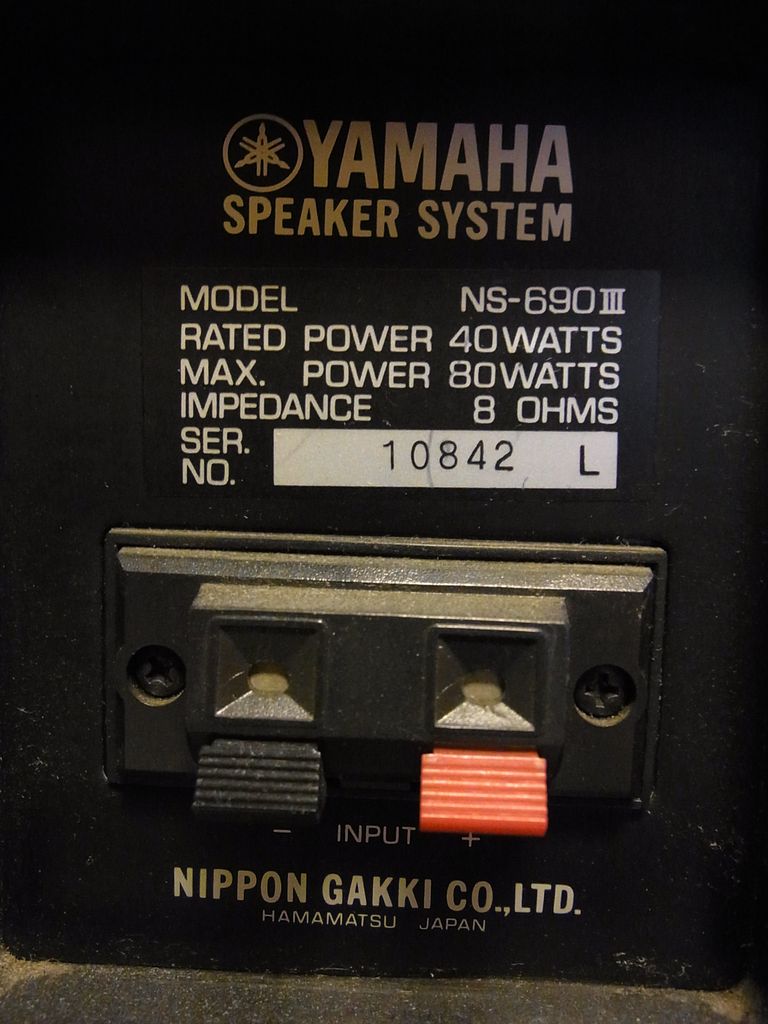 YAMAHA
SPEAKER SYSTEM
MODEL NS-690III
RATED POWER 40WATTS
MAX. POWER 80WATTS
IMPEDANCE 8 OHMS
SER. NO. 10842 L
- INPUT +
NIPPON GAKKI CO.,LTD.
HAMAMATSU JAPAN